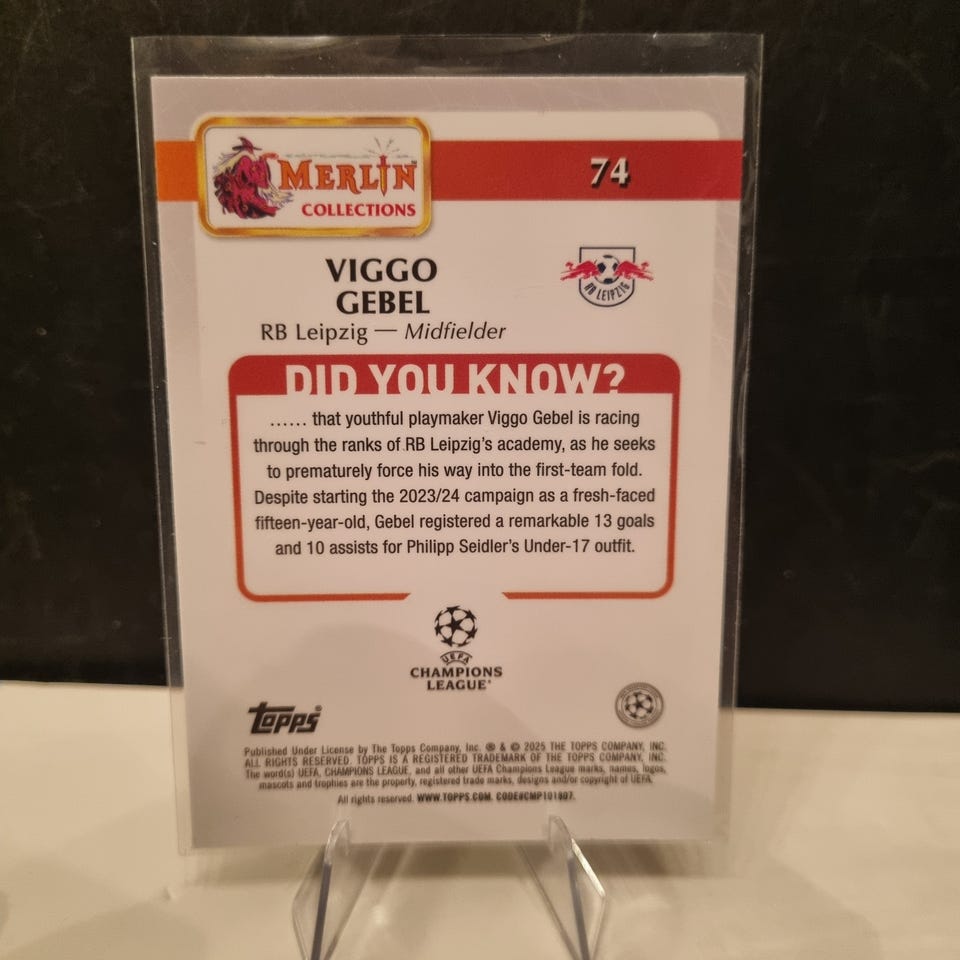 MERLIN™
COLLECTIONS
74
VIGGO
GEBEL
RB LEIPZIG
RB Leipzig — Midfielder
DID YOU KNOW?
...... that youthful playmaker Viggo Gebel is racing
through the ranks of RB Leipzig's academy, as he seeks
to prematurely force his way into the first-team fold.
Despite starting the 2023/24 campaign as a fresh-faced
fifteen-year-old, Gebel registered a remarkable 13 goals
and 10 assists for Philipp Seidler's Under-17 outfit.
UEFA
CHAMPIONS
LEAGUE®
Topps®
Published Under License by The Topps Company, Inc. ® & © 2025 THE TOPPS COMPANY, INC.
ALL RIGHTS RESERVED. TOPPS IS A REGISTERED TRADEMARK OF THE TOPPS COMPANY, INC.
The word(s) UEFA, CHAMPIONS LEAGUE, and all other UEFA Champions League marks, names, logos,
mascots and trophies are the property, registered trade marks, designs and/or copyright of UEFA.
All rights reserved. WWW.TOPPS.COM. CODE#CMP101807.